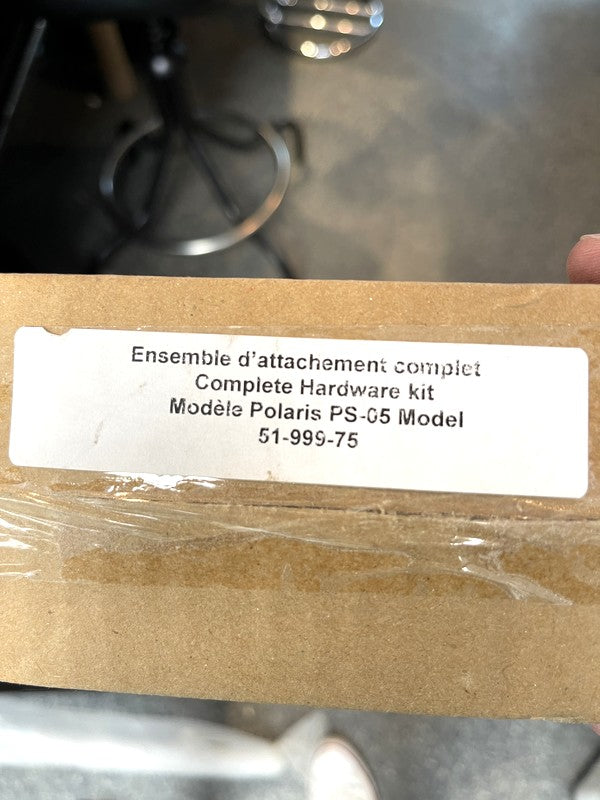 Ensemble d'attachement complet
Complete Hardware kit
Modèle Polaris PS-05 Model
51-999-75